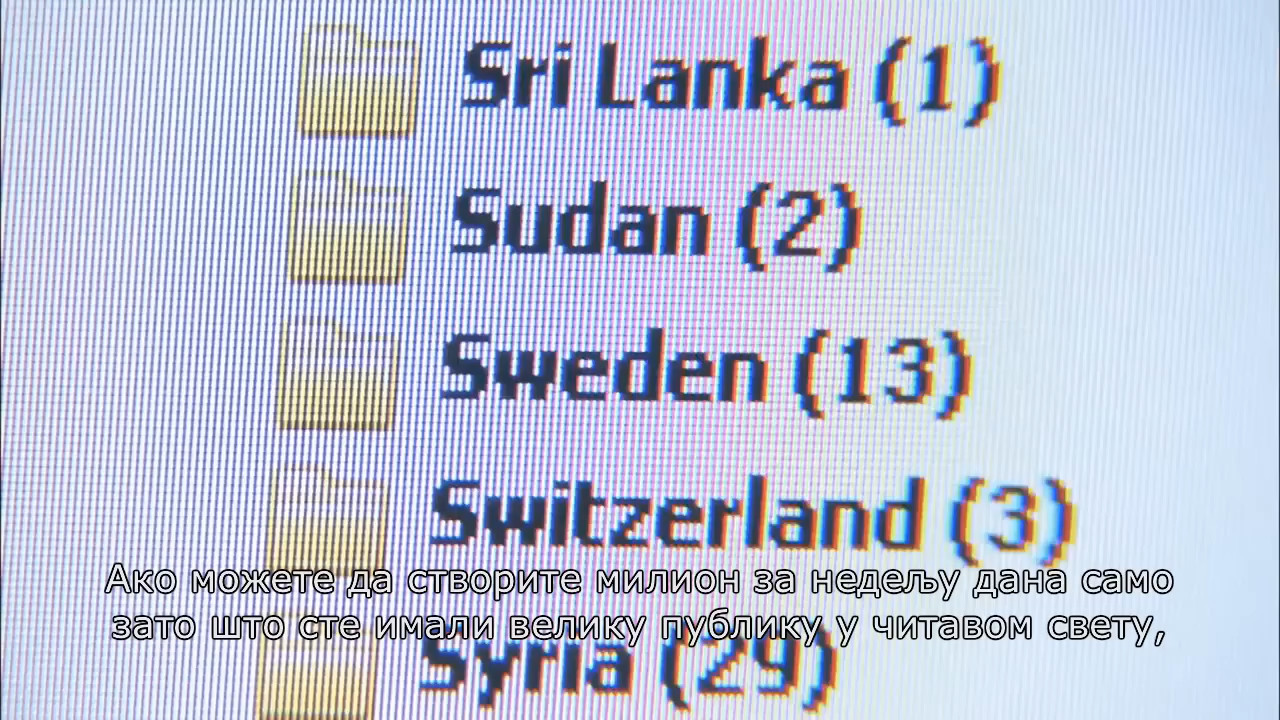 Sri Lanka (1)
Sudan (2)
Sweden (13)
Switzerland (3)
Ако можете да створите милион за недељу дана само
зато што сте имали велику публику у читавом свету,
Syria (29)